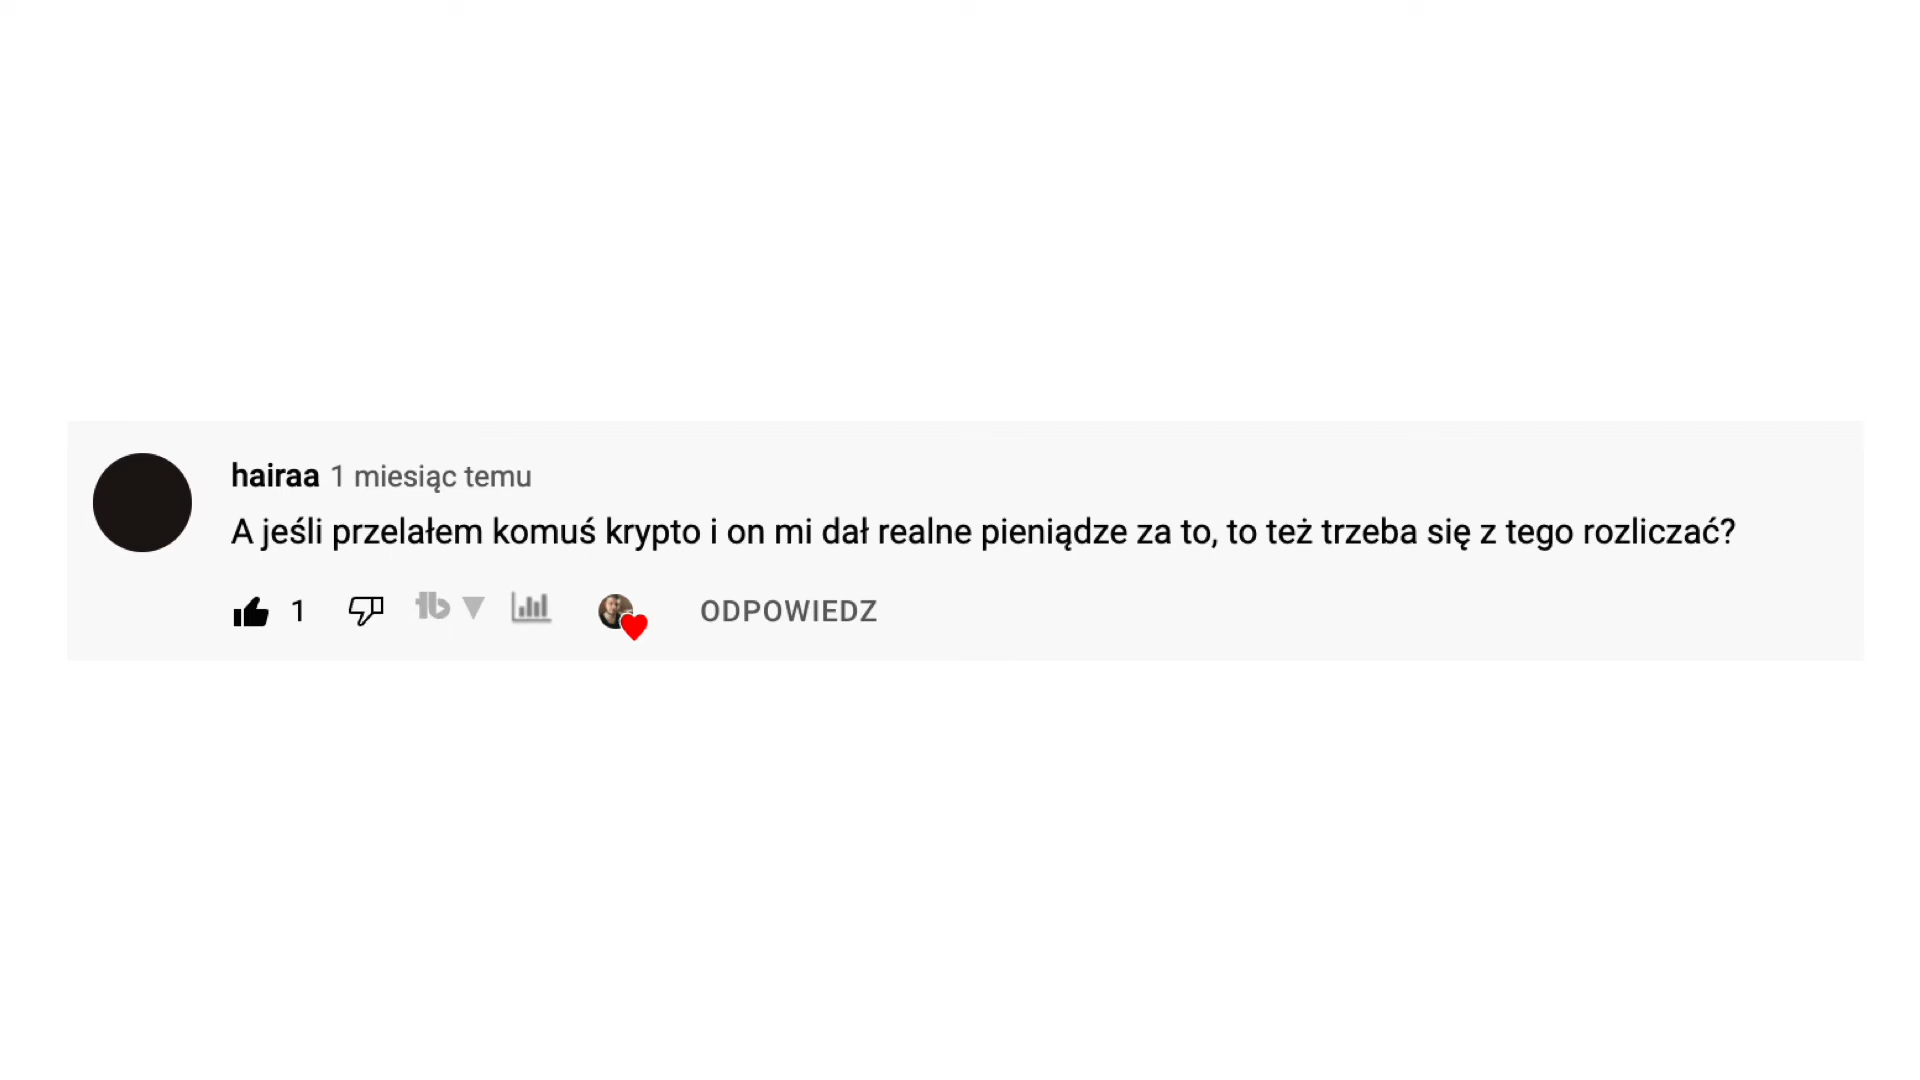 hairaa 1 miesiąc temu
A jeśli przelałem komuś krypto i on mi dał realne pieniądze za to, to też trzeba się z tego rozliczać?
1 ODPOWIEDZ